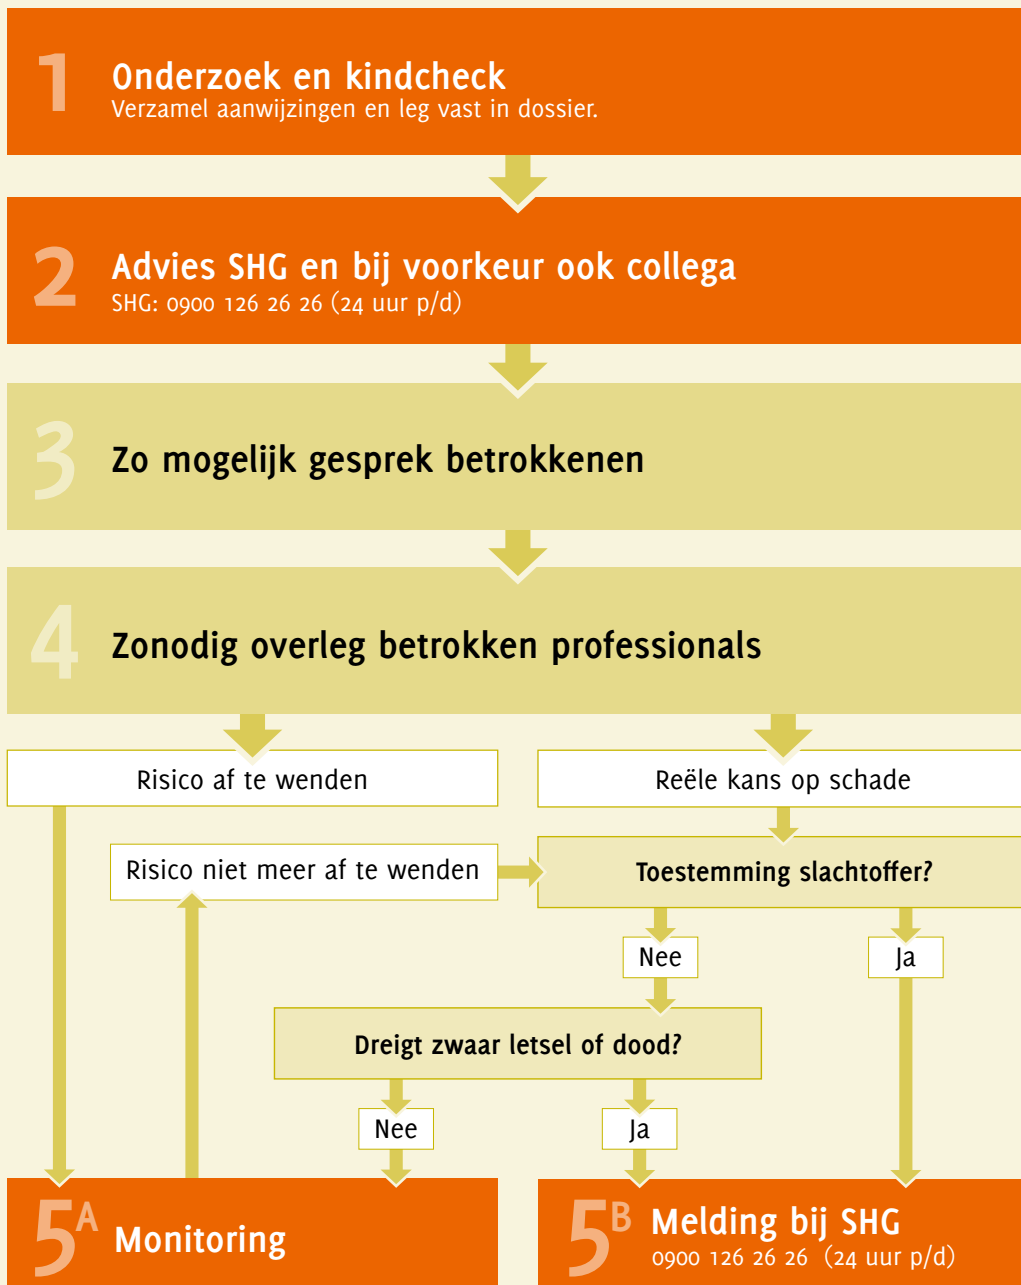 1
Onderzoek en kindcheck
Verzamel aanwijzingen en leg vast in dossier.
2
Advies SHG en bij voorkeur ook collega
SHG: 0900 126 26 26 (24 uur p/d)
3
Zo mogelijk gesprek betrokkenen
4
Zonodig overleg betrokken professionals
Risico af te wenden
Reële kans op schade
Risico niet meer af te wenden
Toestemming slachtoffer?
Nee
Ja
Dreigt zwaar letsel of dood?
Nee
Ja
5A
Monitoring
5B
Melding bij SHG
0900 126 26 26 (24 uur p/d)